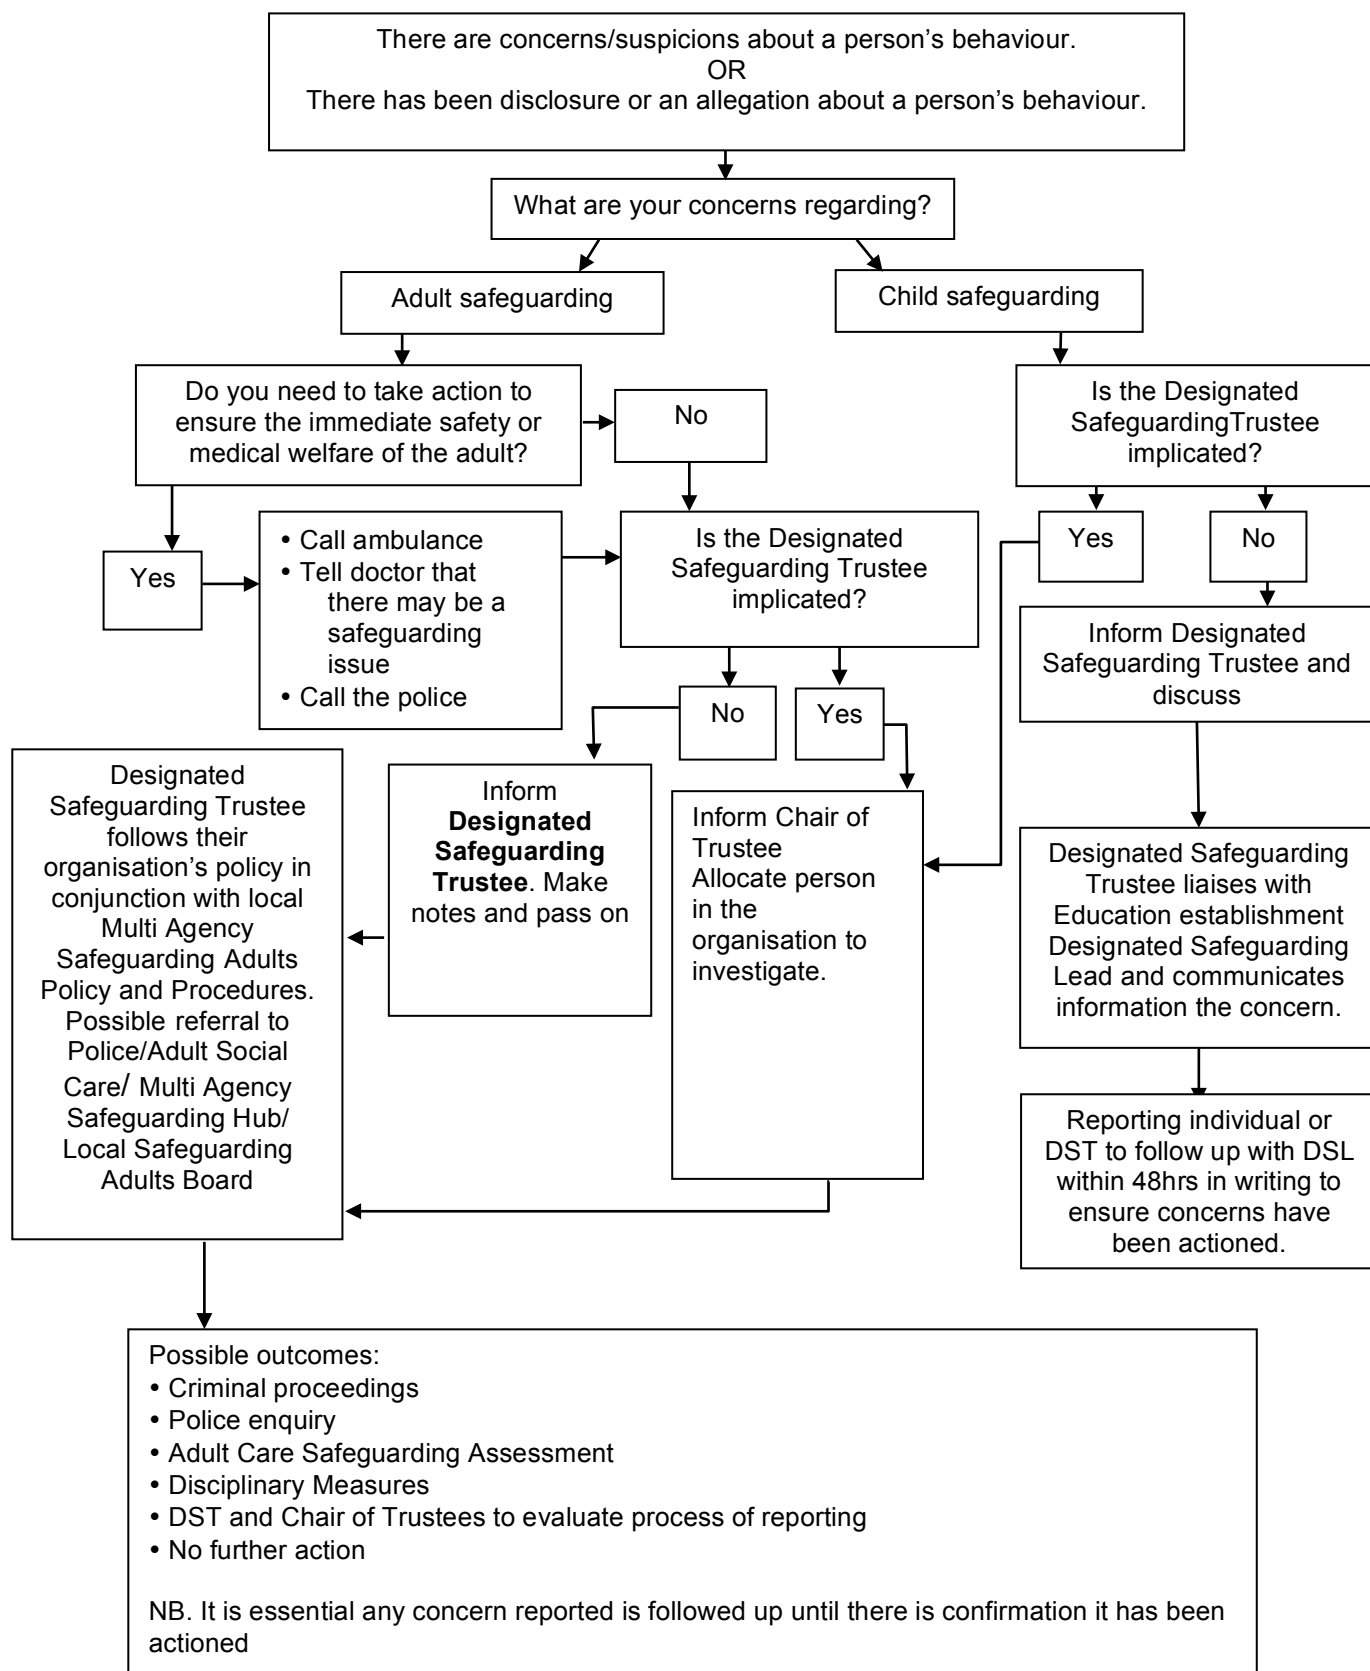 There are concerns/suspicions about a person’s behaviour.
OR
There has been disclosure or an allegation about a person’s behaviour.
What are your concerns regarding?
Adult safeguarding
Child safeguarding
Do you need to take action to
ensure the immediate safety or
medical welfare of the adult?
No
Is the Designated
SafeguardingTrustee
implicated?
Yes
• Call ambulance
• Tell doctor that
there may be a
safeguarding
issue
• Call the police
Is the Designated
Safeguarding Trustee
implicated?
Yes
No
No
Yes
Inform Designated
Safeguarding Trustee and
discuss
Designated
Safeguarding Trustee
follows their
organisation’s policy in
conjunction with local
Multi Agency
Safeguarding Adults
Policy and Procedures.
Possible referral to
Police/Adult Social
Care/ Multi Agency
Safeguarding Hub/
Local Safeguarding
Adults Board
Inform
Designated
Safeguarding
Trustee. Make
notes and pass on
Inform Chair of
Trustee
Allocate person
in the
organisation to
investigate.
Designated Safeguarding
Trustee liaises with
Education establishment
Designated Safeguarding
Lead and communicates
information the concern.
Reporting individual or
DST to follow up with DSL
within 48hrs in writing to
ensure concerns have
been actioned.
Possible outcomes:
• Criminal proceedings
• Police enquiry
• Adult Care Safeguarding Assessment
• Disciplinary Measures
• DST and Chair of Trustees to evaluate process of reporting
• No further action
NB. It is essential any concern reported is followed up until there is confirmation it has been
actioned